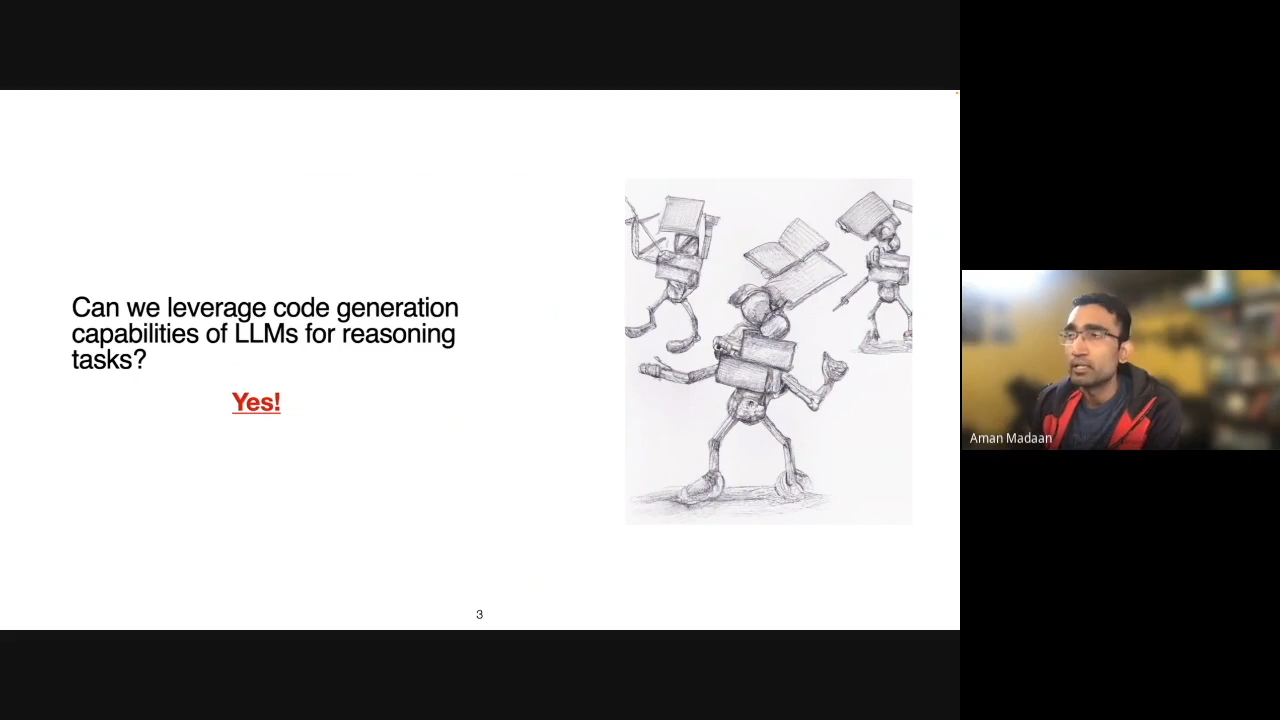 Can we leverage code generation
capabilities of LLMs for reasoning
tasks?
Yes!
3
Aman Madaan